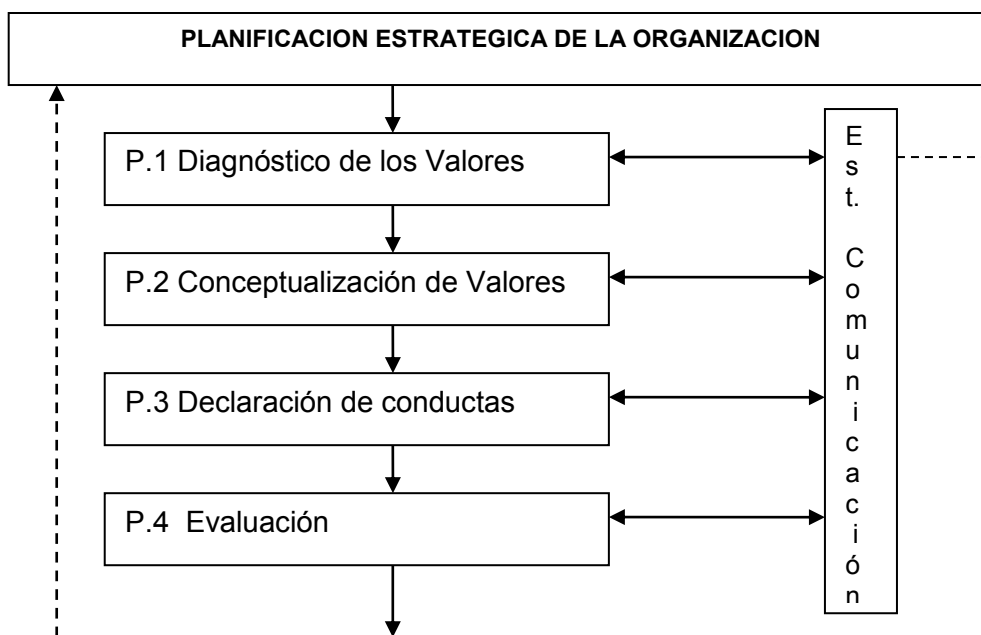 PLANIFICACION ESTRATEGICA DE LA ORGANIZACION
P.1 Diagnóstico de los Valores
P.2 Conceptualización de Valores
P.3 Declaración de conductas
P.4 Evaluación
E
s
t.
C
o
m
u
n
i
c
a
c
i
ó
n